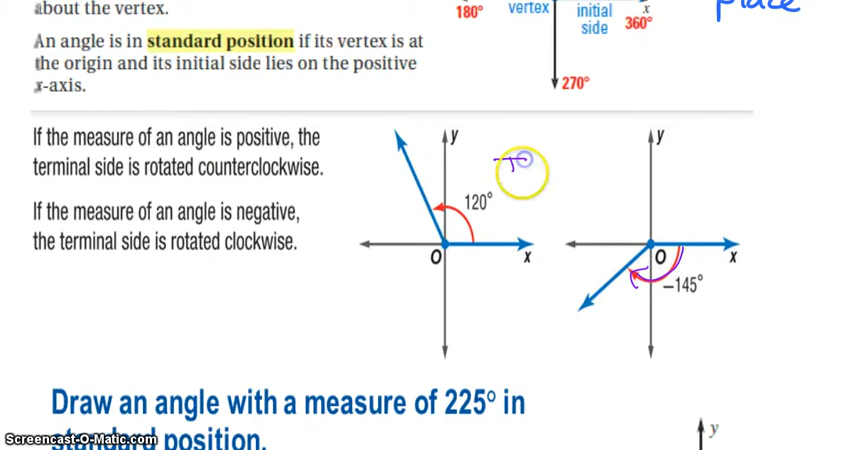 about the vertex.
180°
vertex
initial
side
x
360°
place
An angle is in standard position if its vertex is at
the origin and its initial side lies on the positive
x-axis.
270°
If the measure of an angle is positive, the
terminal side is rotated counterclockwise.
If the measure of an angle is negative,
the terminal side is rotated clockwise.
y
120°
O
x
y
O
x
–145°
Draw an angle with a measure of 225° in
standard position.
y
Screencast-O-Matic.com